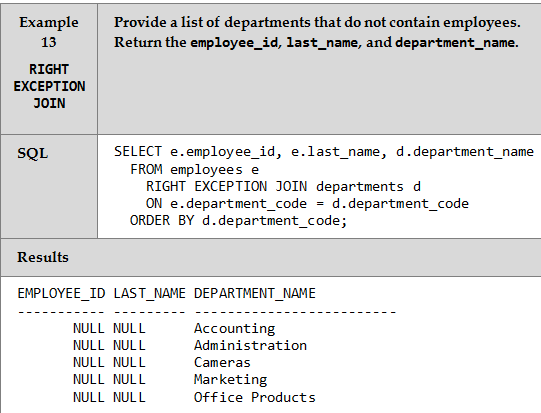 Example
13
RIGHT
EXCEPTION
JOIN
Provide a list of departments that do not contain employees.
Return the employee_id, last_name, and department_name.
SQL
SELECT e.employee_id, e.last_name, d.department_name
FROM employees e
RIGHT EXCEPTION JOIN departments d
ON e.department_code = d.department_code
ORDER BY d.department_code;
Results
EMPLOYEE_ID LAST_NAME DEPARTMENT_NAME
----------- --------- -------------------------
NULL NULL Accounting
NULL NULL Administration
NULL NULL Cameras
NULL NULL Marketing
NULL NULL Office Products